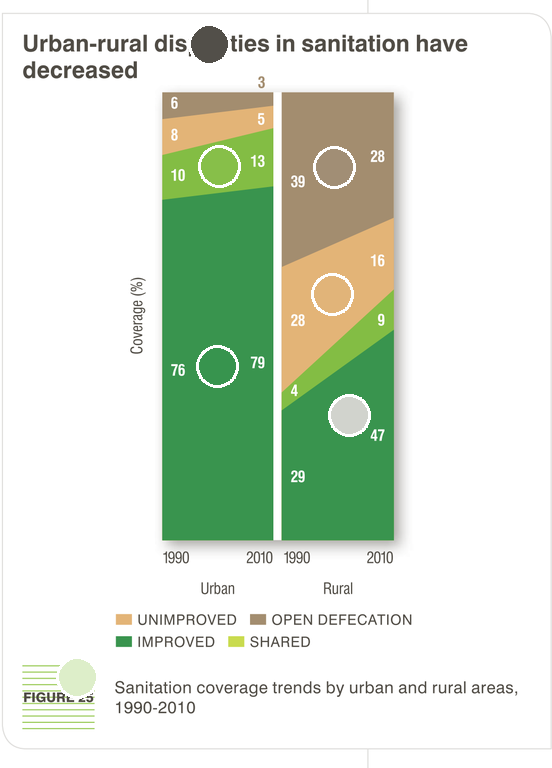 Urban-rural ties in sanitation have
decreased
3
6
8
5
10
13
39
28
28
16
4
9
76
79
29
47
Coverage (%)
1990 2010 1990 2010
Urban Rural
UNIMPROVED OPEN DEFECATION
IMPROVED SHARED
FIGURE 25
Sanitation coverage trends by urban and rural areas,
1990-2010